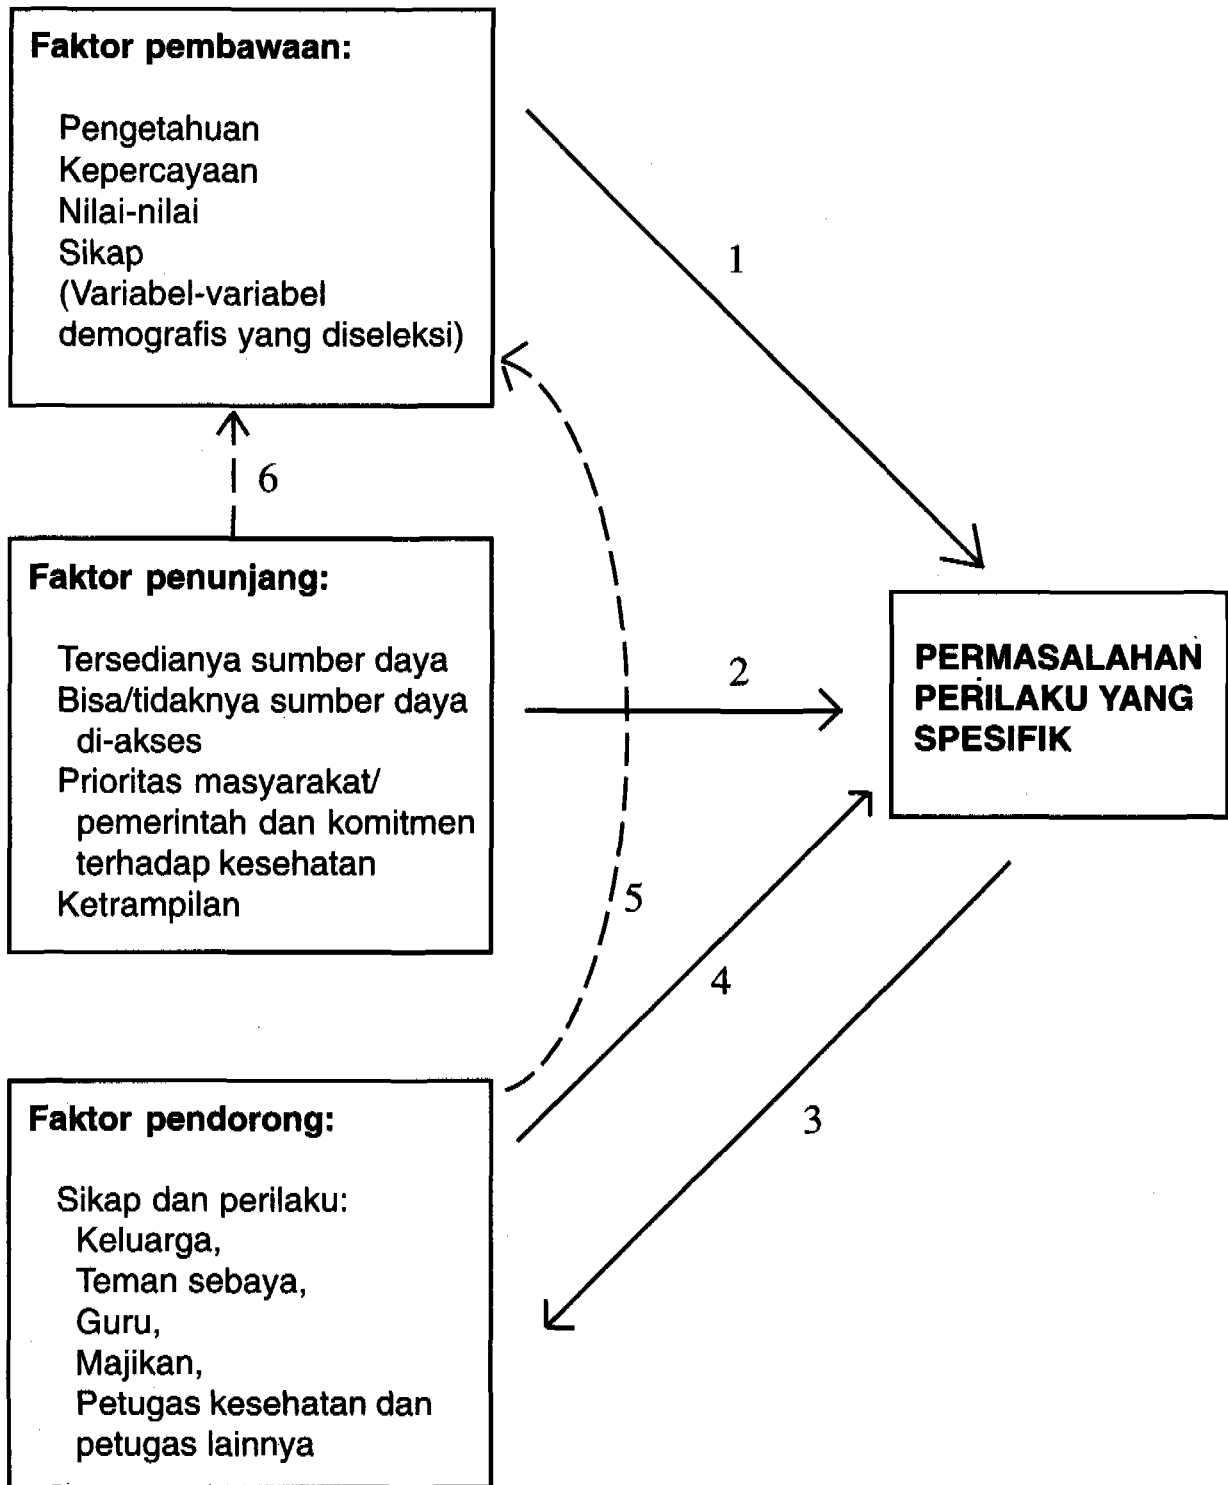 Faktor pembawaan:
Pengetahuan
Kepercayaan
Nilai-nilai
Sikap
(Variabel-variabel
demografis yang diseleksi)
1
6
Faktor penunjang:
Tersedianya sumber daya
Bisa/tidaknya sumber daya
di-akses
Prioritas masyarakat/
pemerintah dan komitmen
terhadap kesehatan
Ketrampilan
2
PERMASALAHAN
PERILAKU YANG
SPESIFIK
5
4
3
Faktor pendorong:
Sikap dan perilaku:
Keluarga,
Teman sebaya,
Guru,
Majikan,
Petugas kesehatan dan
petugas lainnya